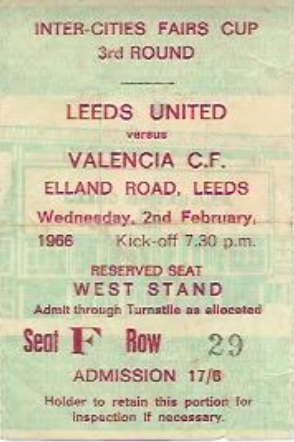 INTER-CITIES FAIRS CUP
3rd ROUND
LEEDS UNITED
versus
VALENCIA C.F.
ELLAND ROAD, LEEDS
Wednesday, 2nd February,
1966 Kick-off 7.30 p.m.
RESERVED SEAT
WEST STAND
Admit through Turnstile as allocated
Seat F Row 29
ADMISSION 17/6
Holder to retain this portion for
inspection if necessary.